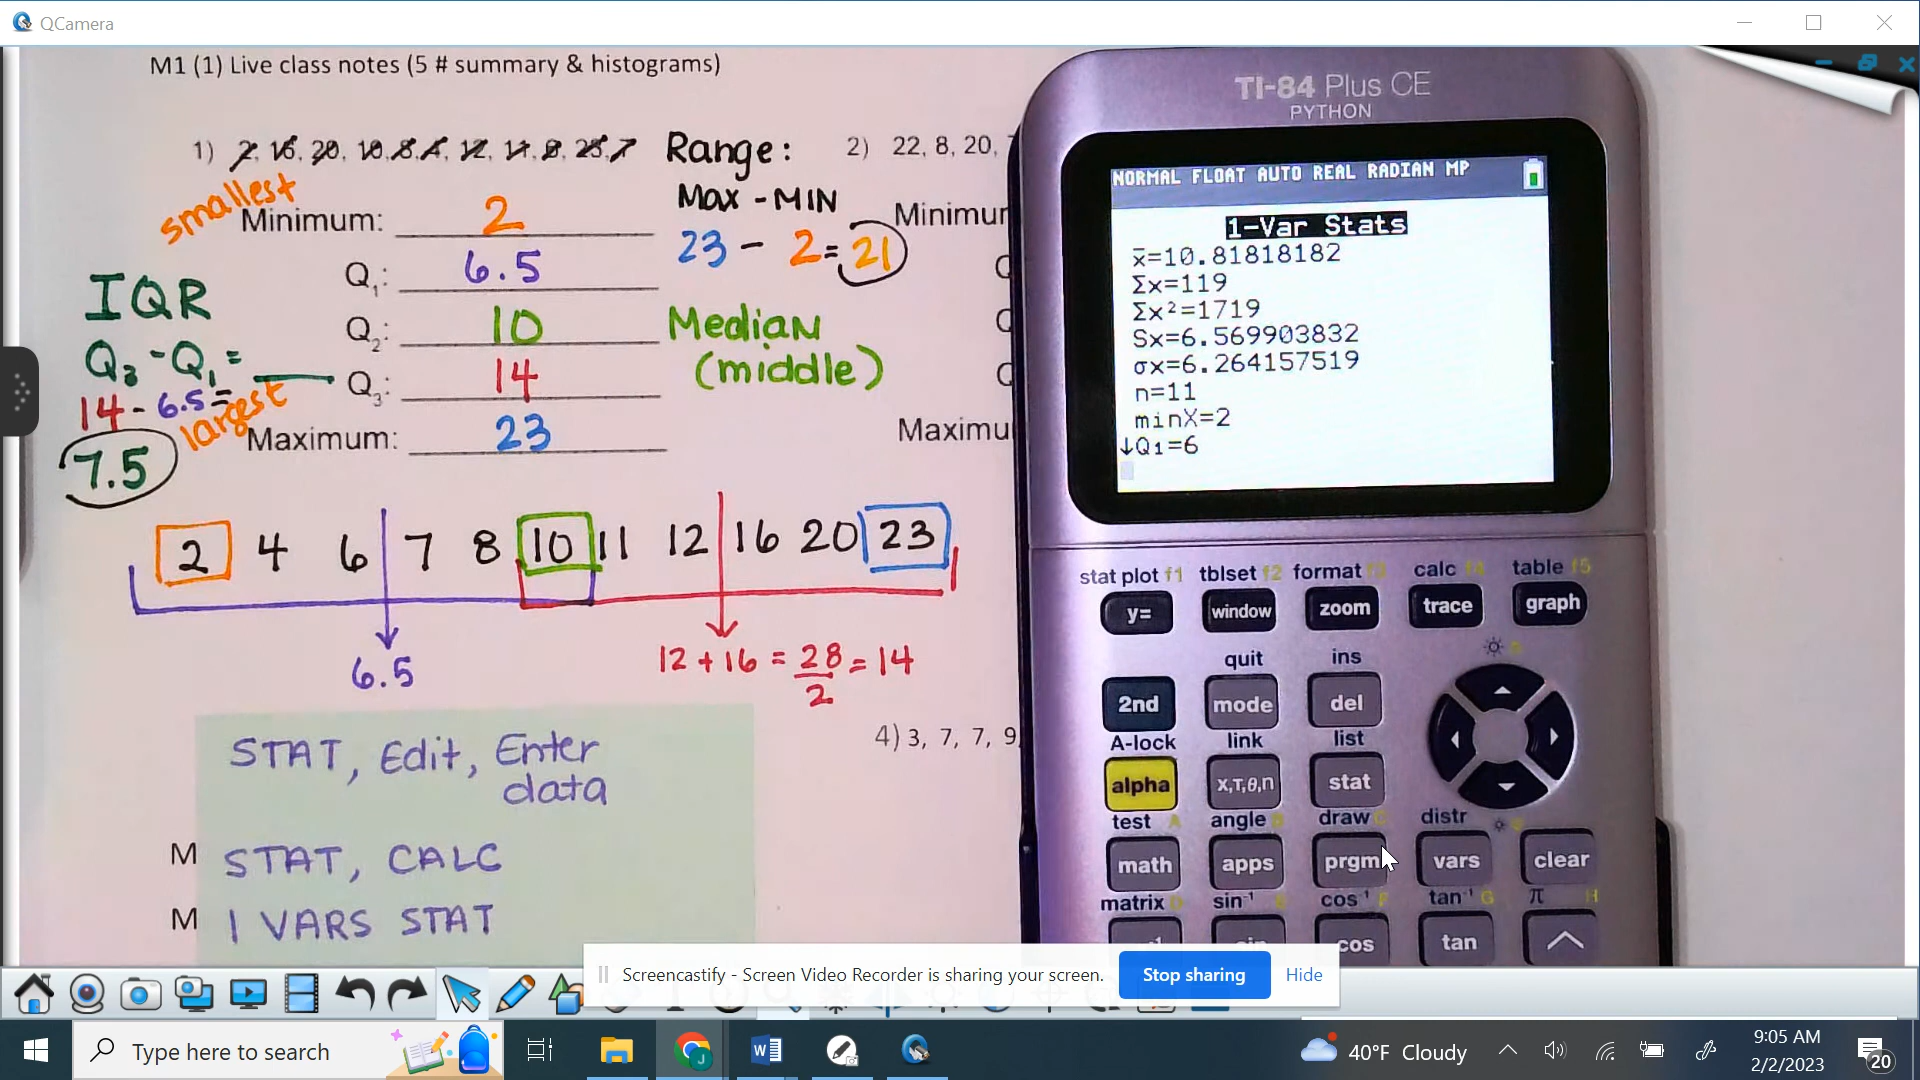 QCamera
M1 (1) Live class notes (5 # summary & histograms)
1) 2, 16, 20, 10, 8, 6, 12, 11, 8, 23, 7
Range:
Max - MIN
23 - 2 = 21
smallest
Minimum: 2
Q1: 6.5
Q2: 10
Median
(middle)
Q3: 14
largest
Maximum: 23
IQR
Q3 - Q1 = ___
14 - 6.5 =
7.5
2 4 6 7 8 10 11 12 16 20 23
6.5
12 + 16 = 28/2 = 14
STAT, Edit, Enter
data
M STAT, CALC
M 1 VARS STAT
2) 22, 8, 20,
Minimum
Maximu
4) 3, 7, 7, 9,
TI-84 Plus CE
PYTHON
NORMAL FLOAT AUTO REAL RADIAN MP
1-Var Stats
x̄=10.81818182
Σx=119
Σx²=1719
Sx=6.569903832
σx=6.264157519
n=11
minX=2
↓Q1=6
stat plot f1 tblset f2 format f3 calc f4 table f5
y= window zoom trace graph
quit ins
2nd mode del
A-lock link list
alpha X,T,θ,n stat
test A angle B draw C distr
math apps prgm vars clear
matrix D sin⁻¹ E cos⁻¹ F tan⁻¹ G π H
sin cos tan
Screencastify - Screen Video Recorder is sharing your screen. Stop sharing Hide
Type here to search
40°F Cloudy
9:05 AM
2/2/2023
20